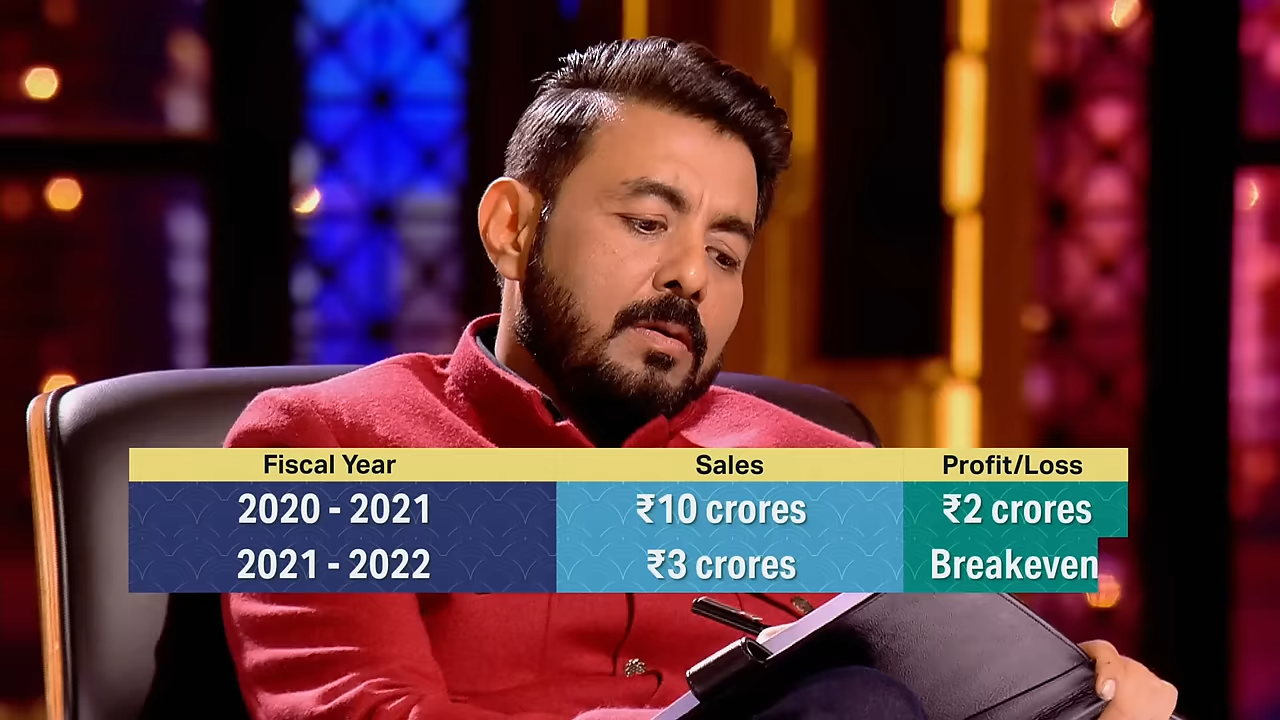 Fiscal Year Sales Profit/Loss
2020 - 2021 ₹10 crores ₹2 crores
2021 - 2022 ₹3 crores Breakeven